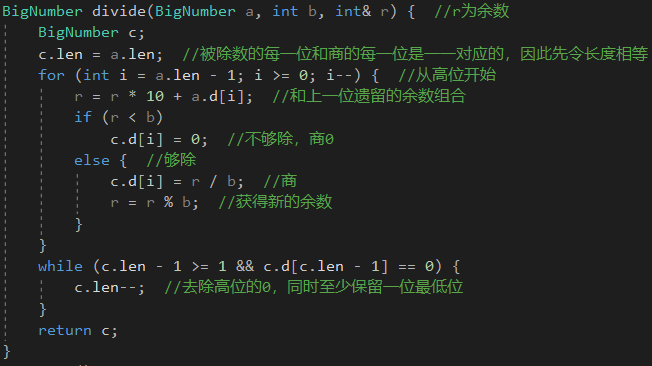 BigNumber divide(BigNumber a, int b, int& r) {  //r为余数
    BigNumber c;
    c.len = a.len;  //被除数的每一位和商的每一位是一一对应的，因此先令长度相等
    for (int i = a.len - 1; i >= 0; i--) {  //从高位开始
        r = r * 10 + a.d[i];  //和上一位遗留的余数组合
        if (r < b)
            c.d[i] = 0;  //不够除，商0
        else {  //够除
            c.d[i] = r / b;  //商
            r = r % b;  //获得新的余数
        }
    }
    while (c.len - 1 >= 1 && c.d[c.len - 1] == 0) {
        c.len--;  //去除高位的0，同时至少保留一位最低位
    }
    return c;
}